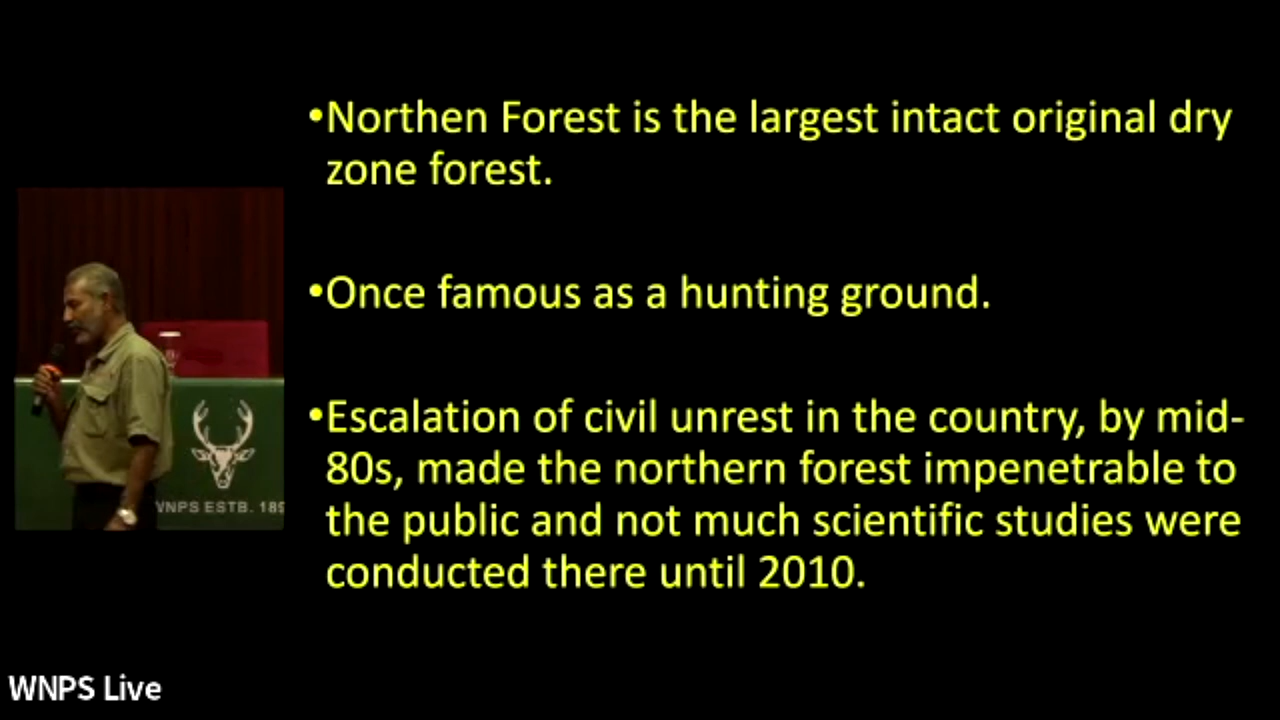 •Northen Forest is the largest intact original dry
zone forest.
•Once famous as a hunting ground.
•Escalation of civil unrest in the country, by mid-
80s, made the northern forest impenetrable to
the public and not much scientific studies were
conducted there until 2010.
WNPS ESTB. 189
WNPS Live